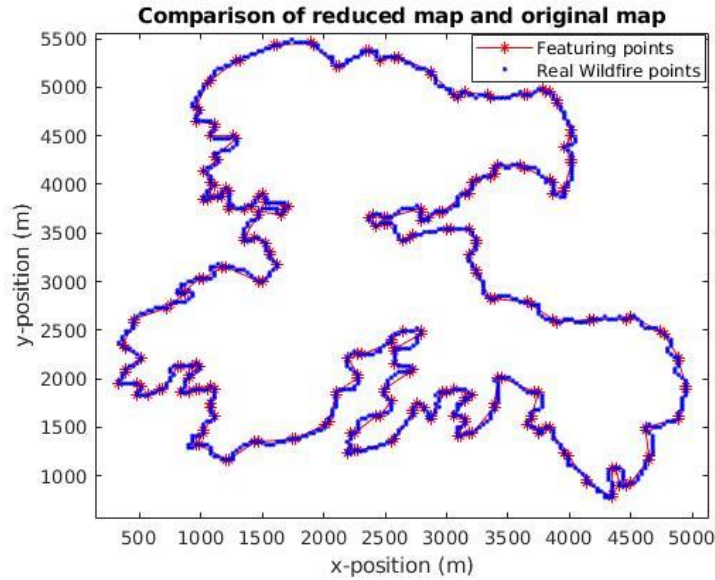 Comparison of reduced map and original map
Featuring points
Real Wildfire points
5500
5000
4500
4000
3500
3000
2500
2000
1500
1000
y-position (m)
500 1000 1500 2000 2500 3000 3500 4000 4500 5000
x-position (m)